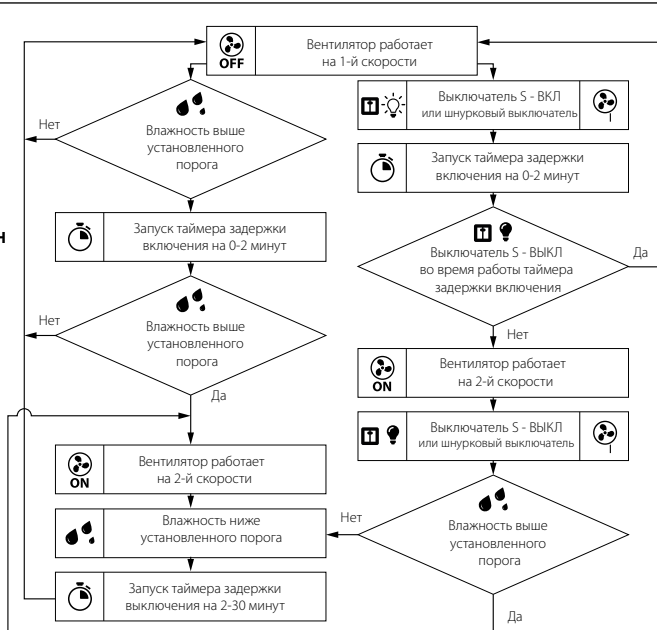 OFF
Вентилятор работает
на 1-й скорости
Влажность выше
установленного
порога
Нет
Запуск таймера задержки
включения на 0-2 минут
Влажность выше
установленного
порога
Нет
Да
ON
Вентилятор работает
на 2-й скорости
Влажность ниже
установленного порога
Запуск таймера задержки
выключения на 2-30 минут
Выключатель S - ВКЛ
или шнурковый выключатель
Запуск таймера задержки
включения на 0-2 минут
Выключатель S - ВЫКЛ
во время работы таймера
задержки включения
Да
Нет
ON
Вентилятор работает
на 2-й скорости
Выключатель S - ВЫКЛ
или шнурковый выключатель
Влажность выше
установленного
порога
Нет
Да